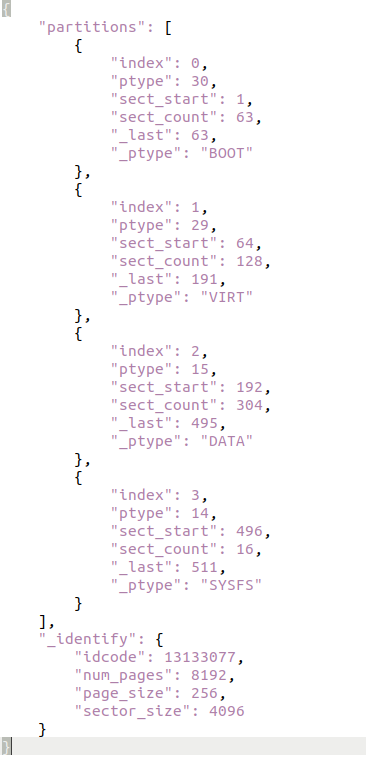 {
    "partitions": [
        {
            "index": 0,
            "ptype": 30,
            "sect_start": 1,
            "sect_count": 63,
            "_last": 63,
            "_ptype": "BOOT"
        },
        {
            "index": 1,
            "ptype": 29,
            "sect_start": 64,
            "sect_count": 128,
            "_last": 191,
            "_ptype": "VIRT"
        },
        {
            "index": 2,
            "ptype": 15,
            "sect_start": 192,
            "sect_count": 304,
            "_last": 495,
            "_ptype": "DATA"
        },
        {
            "index": 3,
            "ptype": 14,
            "sect_start": 496,
            "sect_count": 16,
            "_last": 511,
            "_ptype": "SYSFS"
        }
    ],
    "_identify": {
        "idcode": 13133077,
        "num_pages": 8192,
        "page_size": 256,
        "sector_size": 4096
    }
}